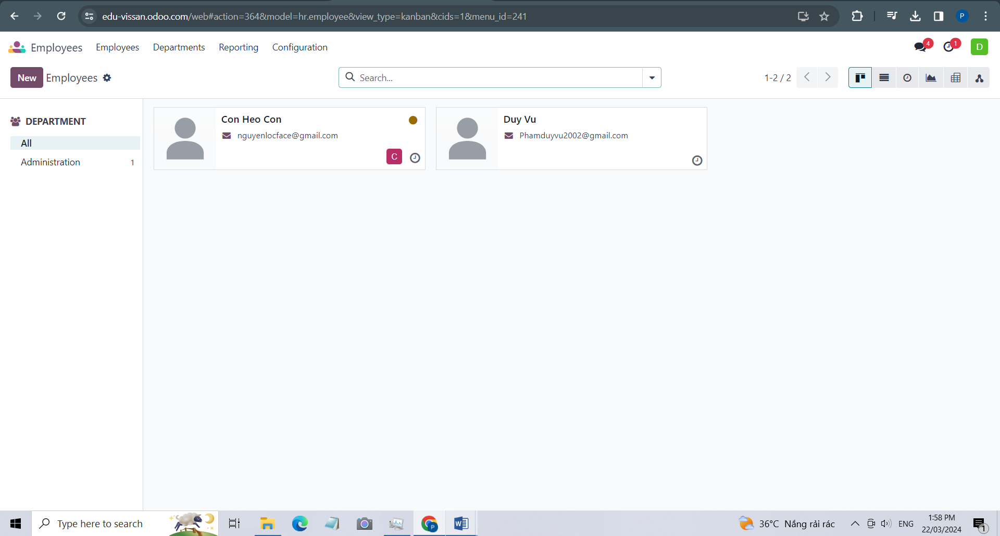 edu-vissan.odoo.com/web#action=364&model=hr.employee&view_type=kanban&cids=1&menu_id=241
P
Employees Employees Departments Reporting Configuration
4 1 D
New Employees
Search...
1-2 / 2
DEPARTMENT
All
Administration 1
Con Heo Con
nguyenlocface@gmail.com
C
Duy Vu
Phamduyvu2002@gmail.com
Type here to search
P
W
36°C Nắng rải rác
ENG
1:58 PM
22/03/2024
1